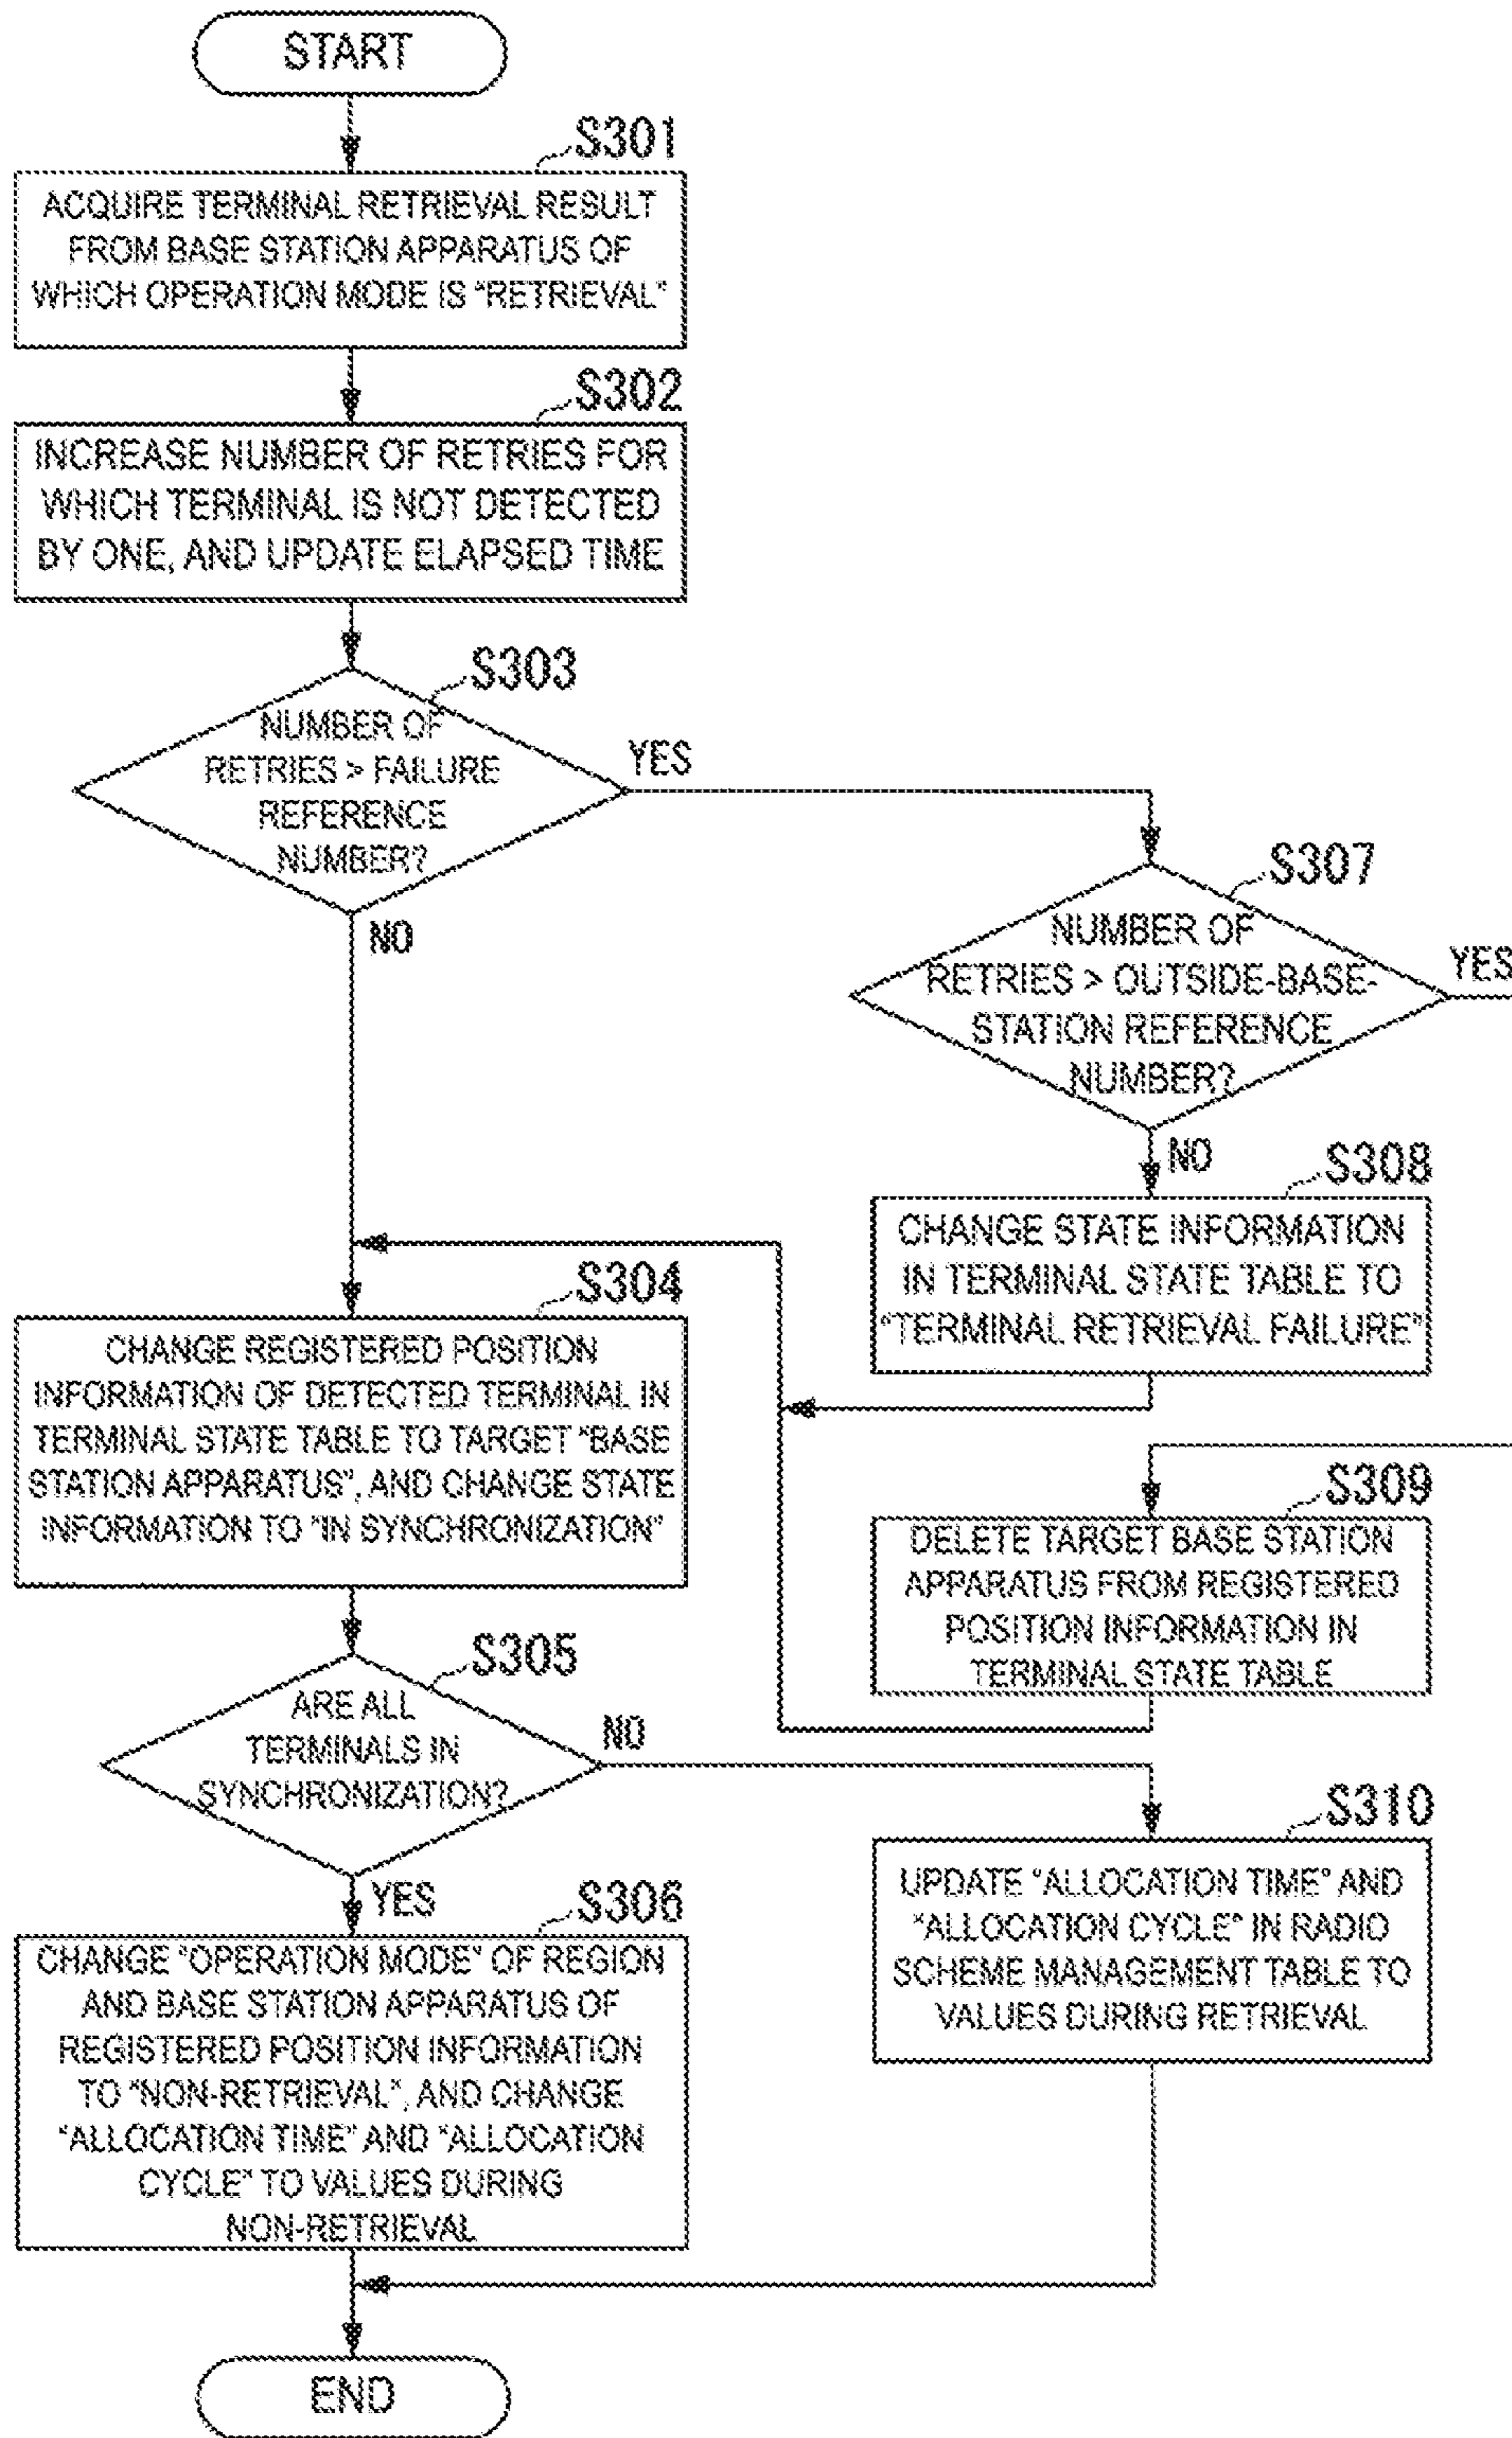 START
S301
ACQUIRE TERMINAL RETRIEVAL RESULT
FROM BASE STATION APPARATUS OF
WHICH OPERATION MODE IS "RETRIEVAL"
S302
INCREASE NUMBER OF RETRIES FOR
WHICH TERMINAL IS NOT DETECTED
BY ONE, AND UPDATE ELAPSED TIME
S303
NUMBER OF
RETRIES > FAILURE
REFERENCE
NUMBER?
YES
NO
S307
NUMBER OF
RETRIES > OUTSIDE-BASE-
STATION REFERENCE
NUMBER?
YES
NO
S308
CHANGE STATE INFORMATION
IN TERMINAL STATE TABLE TO
"TERMINAL RETRIEVAL FAILURE"
S304
CHANGE REGISTERED POSITION
INFORMATION OF DETECTED TERMINAL IN
TERMINAL STATE TABLE TO TARGET "BASE
STATION APPARATUS", AND CHANGE STATE
INFORMATION TO "IN SYNCHRONIZATION"
S309
DELETE TARGET BASE STATION
APPARATUS FROM REGISTERED
POSITION INFORMATION IN
TERMINAL STATE TABLE
S305
ARE ALL
TERMINALS IN
SYNCHRONIZATION?
NO
YES
S310
UPDATE "ALLOCATION TIME" AND
"ALLOCATION CYCLE" IN RADIO
SCHEME MANAGEMENT TABLE TO
VALUES DURING RETRIEVAL
S306
CHANGE "OPERATION MODE" OF REGION
AND BASE STATION APPARATUS OF
REGISTERED POSITION INFORMATION
TO "NON-RETRIEVAL", AND CHANGE
"ALLOCATION TIME" AND "ALLOCATION
CYCLE" TO VALUES DURING
NON-RETRIEVAL
END